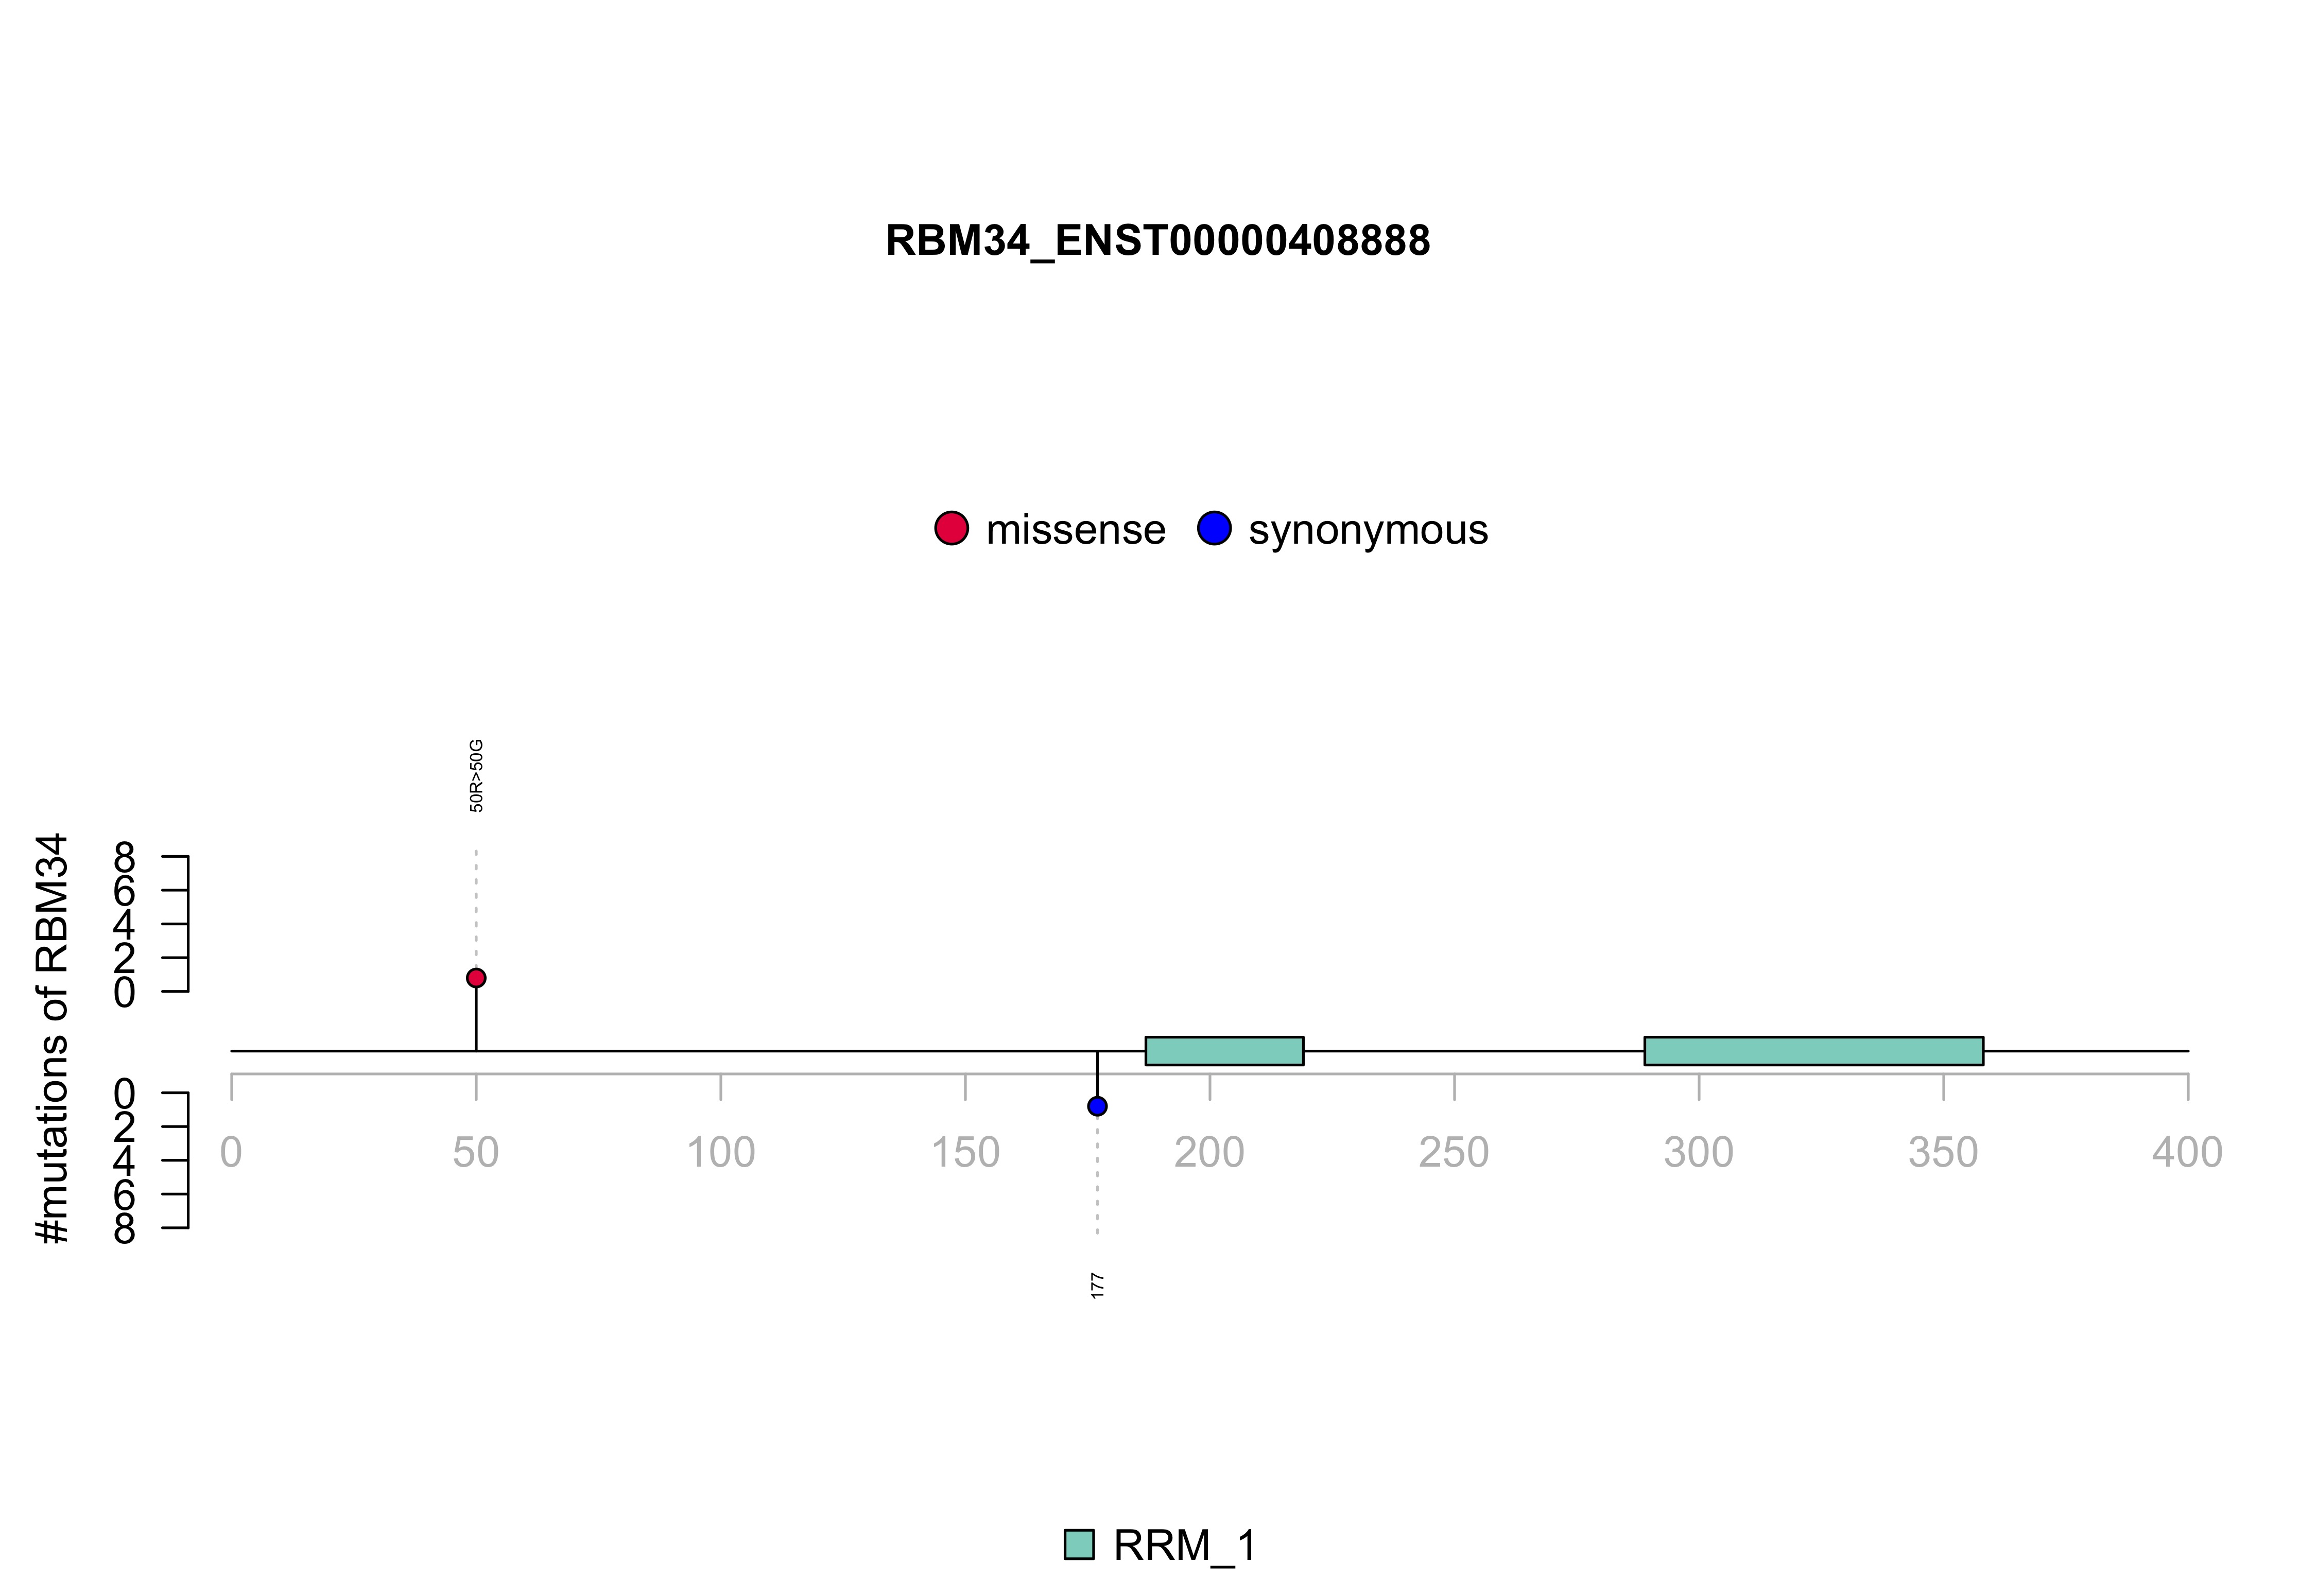 RBM34_ENST00000408888
missense synonymous
50R>50G
#mutations of RBM34
8
6
4
2
0
0
2
4
6
8
0 50 100 150 200 250 300 350 400
177
RRM_1